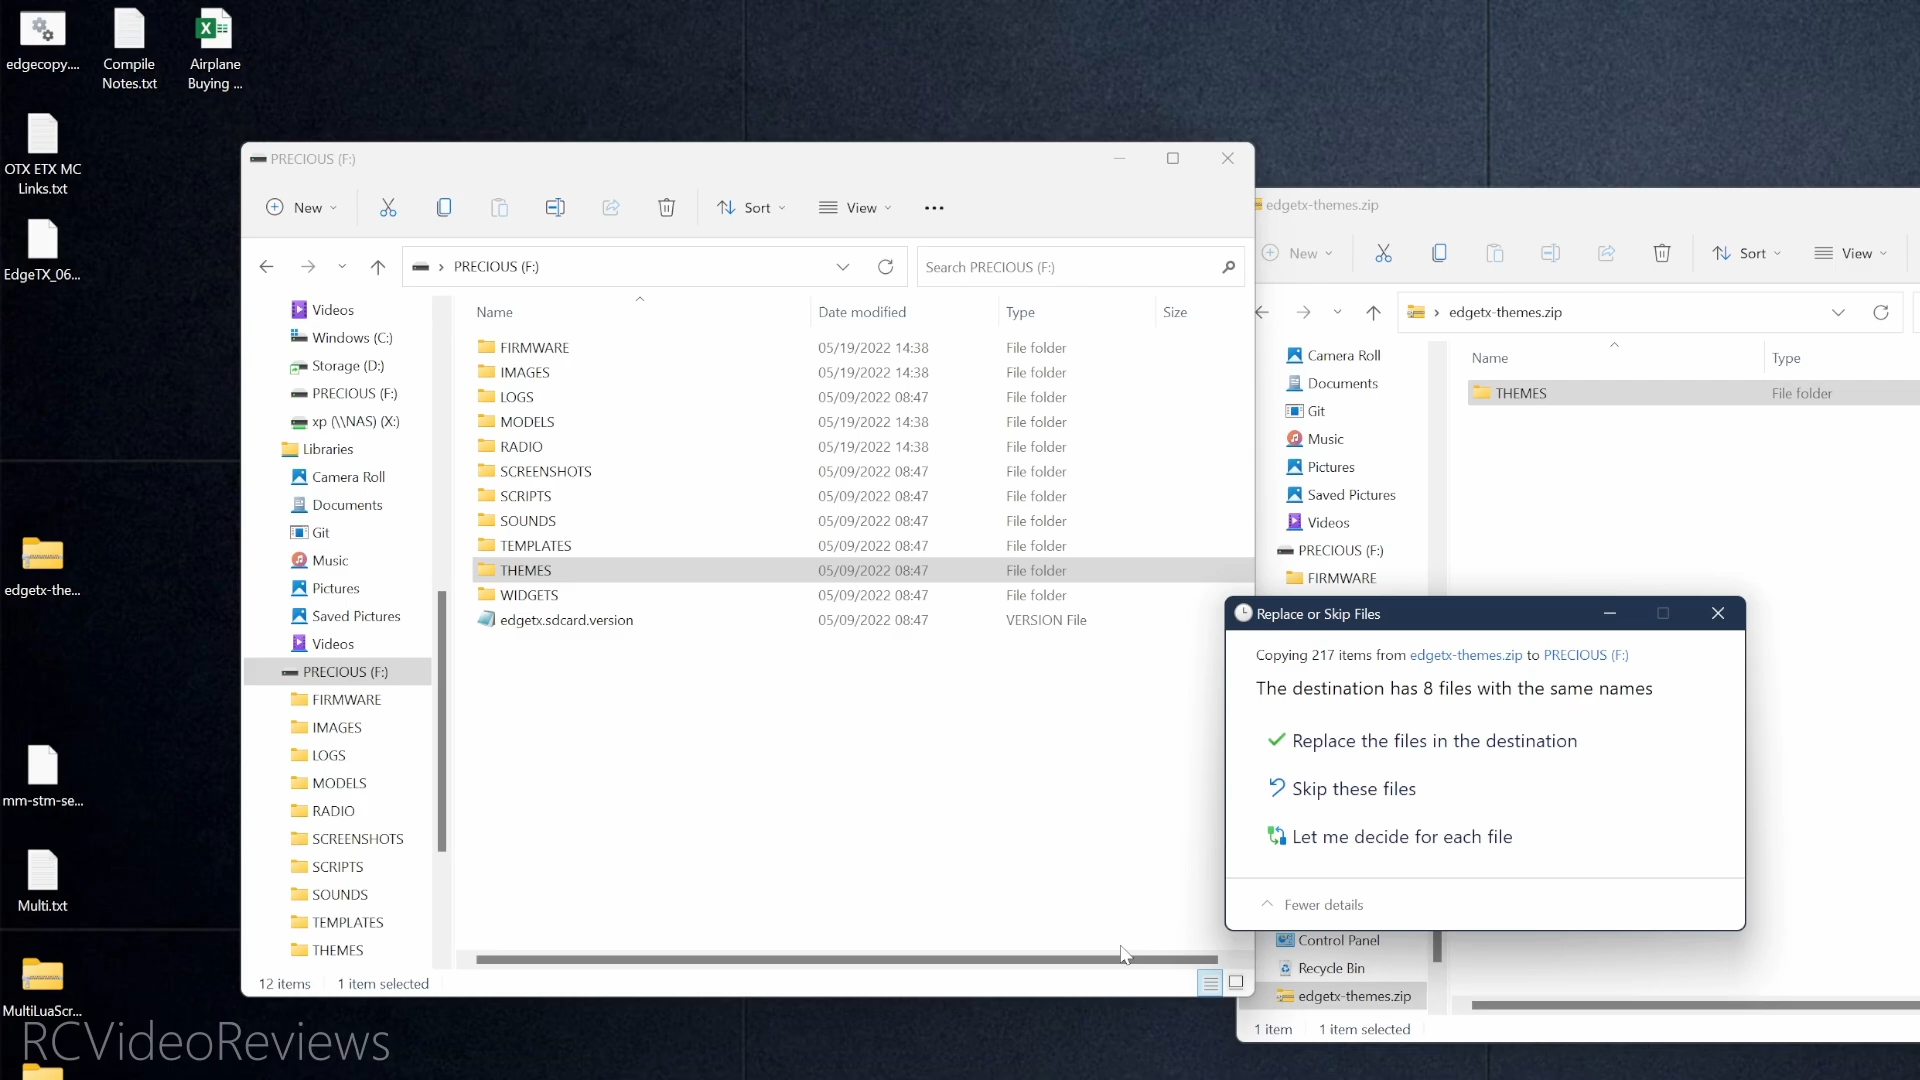 edgecopy....
Compile
Notes.txt
Airplane
Buying ...
OTX ETX MC
Links.txt
EdgeTX_06...
edgetx-the...
mm-stm-se...
Multi.txt
MultiLuaScr...
RCVideoReviews
PRECIOUS (F:)
New
Sort
View
PRECIOUS (F:)
Search PRECIOUS (F:)
Videos
Windows (C:)
Storage (D:)
PRECIOUS (F:)
xp (\\NAS) (X:)
Libraries
Camera Roll
Documents
Git
Music
Pictures
Saved Pictures
Videos
PRECIOUS (F:)
FIRMWARE
IMAGES
LOGS
MODELS
RADIO
SCREENSHOTS
SCRIPTS
SOUNDS
TEMPLATES
THEMES
Name Date modified Type Size
FIRMWARE 05/19/2022 14:38 File folder
IMAGES 05/19/2022 14:38 File folder
LOGS 05/09/2022 08:47 File folder
MODELS 05/19/2022 14:38 File folder
RADIO 05/19/2022 14:38 File folder
SCREENSHOTS 05/09/2022 08:47 File folder
SCRIPTS 05/09/2022 08:47 File folder
SOUNDS 05/09/2022 08:47 File folder
TEMPLATES 05/09/2022 08:47 File folder
THEMES 05/09/2022 08:47 File folder
WIDGETS 05/09/2022 08:47 File folder
edgetx.sdcard.version 05/09/2022 08:47 VERSION File
12 items 1 item selected
edgetx-themes.zip
New
Sort
View
edgetx-themes.zip
Camera Roll
Documents
Git
Music
Pictures
Saved Pictures
Videos
PRECIOUS (F:)
FIRMWARE
Name Type
THEMES File folder
Replace or Skip Files
Copying 217 items from edgetx-themes.zip to PRECIOUS (F:)
The destination has 8 files with the same names
Replace the files in the destination
Skip these files
Let me decide for each file
Fewer details
Control Panel
Recycle Bin
edgetx-themes.zip
1 item 1 item selected